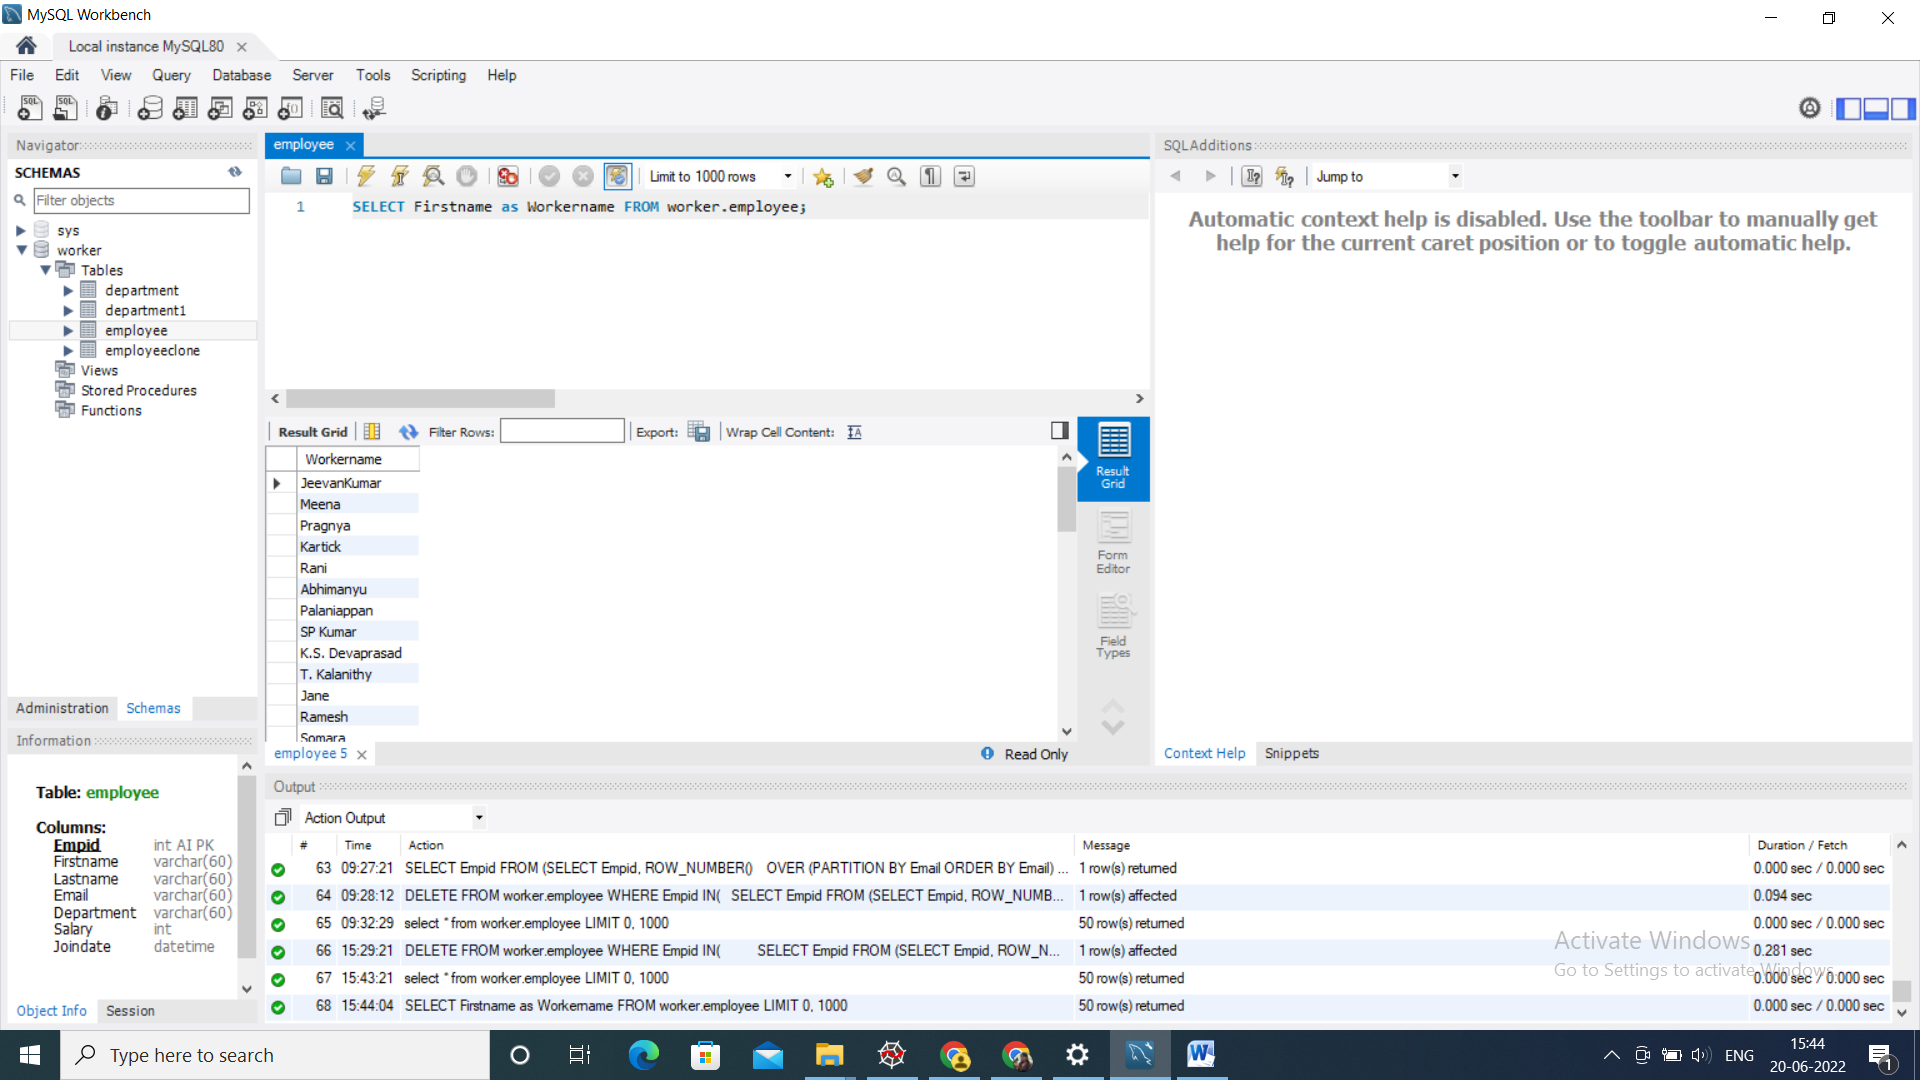 MySQL Workbench
Local instance MySQL80
File Edit View Query Database Server Tools Scripting Help
Navigator
SCHEMAS
Filter objects
sys
worker
Tables
department
department1
employee
employeeclone
Views
Stored Procedures
Functions
Administration Schemas
Information
Table: employee
Columns:
Empid int AI PK
Firstname varchar(60)
Lastname varchar(60)
Email varchar(60)
Department varchar(60)
Salary int
Joindate datetime
Object Info Session
employee
Limit to 1000 rows
1 SELECT Firstname as Workername FROM worker.employee;
Result Grid Filter Rows: Export: Wrap Cell Content:
Workername
JeevanKumar
Meena
Pragnya
Kartick
Rani
Abhimanyu
Palaniappan
SP Kumar
K.S. Devaprasad
T. Kalanithy
Jane
Ramesh
Somara
Result
Grid
Form
Editor
Field
Types
employee 5 Read Only
SQLAdditions
Jump to
Automatic context help is disabled. Use the toolbar to manually get
help for the current caret position or to toggle automatic help.
Context Help Snippets
Output
Action Output
# Time Action Message Duration / Fetch
63 09:27:21 SELECT Empid FROM (SELECT Empid, ROW_NUMBER() OVER (PARTITION BY Email ORDER BY Email) ... 1 row(s) returned 0.000 sec / 0.000 sec
64 09:28:12 DELETE FROM worker.employee WHERE Empid IN( SELECT Empid FROM (SELECT Empid, ROW_NUMB... 1 row(s) affected 0.094 sec
65 09:32:29 select * from worker.employee LIMIT 0, 1000 50 row(s) returned 0.000 sec / 0.000 sec
66 15:29:21 DELETE FROM worker.employee WHERE Empid IN( SELECT Empid FROM (SELECT Empid, ROW_N... 1 row(s) affected 0.281 sec
67 15:43:21 select * from worker.employee LIMIT 0, 1000 50 row(s) returned 0.000 sec / 0.000 sec
68 15:44:04 SELECT Firstname as Workername FROM worker.employee LIMIT 0, 1000 50 row(s) returned 0.000 sec / 0.000 sec
Activate Windows
Go to Settings to activate Windows.
Type here to search
ENG
15:44
20-06-2022
1